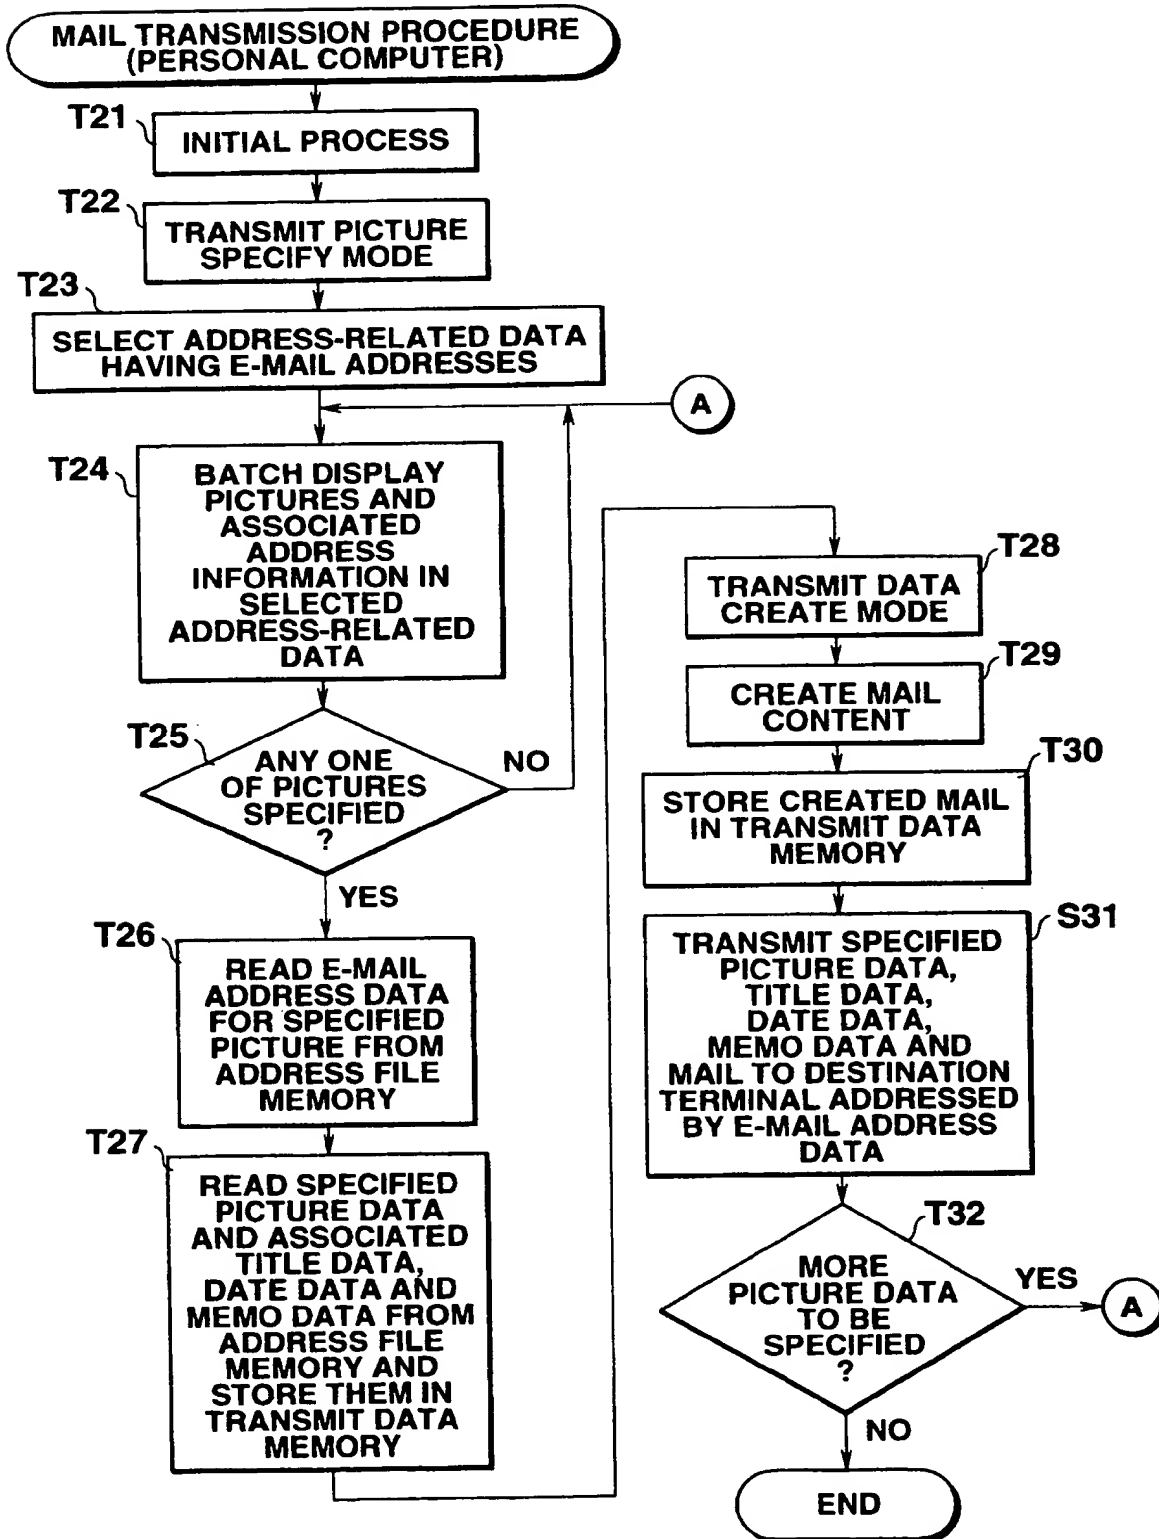 MAIL TRANSMISSION PROCEDURE
(PERSONAL COMPUTER)
T21
INITIAL PROCESS
T22
TRANSMIT PICTURE
SPECIFY MODE
T23
SELECT ADDRESS-RELATED DATA
HAVING E-MAIL ADDRESSES
A
T24
BATCH DISPLAY
PICTURES AND
ASSOCIATED
ADDRESS
INFORMATION IN
SELECTED
ADDRESS-RELATED
DATA
T25
ANY ONE
OF PICTURES
SPECIFIED
?
NO
YES
T26
READ E-MAIL
ADDRESS DATA
FOR SPECIFIED
PICTURE FROM
ADDRESS FILE
MEMORY
T27
READ SPECIFIED
PICTURE DATA
AND ASSOCIATED
TITLE DATA,
DATE DATA AND
MEMO DATA FROM
ADDRESS FILE
MEMORY AND
STORE THEM IN
TRANSMIT DATA
MEMORY
T28
TRANSMIT DATA
CREATE MODE
T29
CREATE MAIL
CONTENT
T30
STORE CREATED MAIL
IN TRANSMIT DATA
MEMORY
S31
TRANSMIT SPECIFIED
PICTURE DATA,
TITLE DATA,
DATE DATA,
MEMO DATA AND
MAIL TO DESTINATION
TERMINAL ADDRESSED
BY E-MAIL ADDRESS
DATA
T32
MORE
PICTURE DATA
TO BE
SPECIFIED
?
YES
A
NO
END